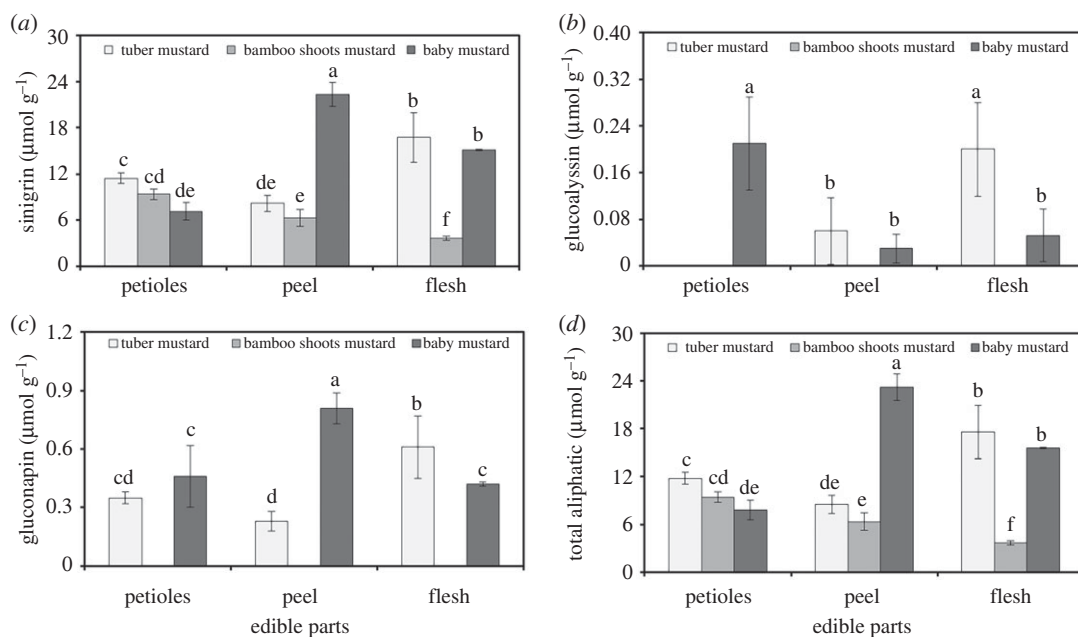 (a)
30
24
18
12
6
0
sinigrin (µmol g–1)
tuber mustard bamboo shoots mustard baby mustard
c cd de de e a b f b
petioles peel flesh
(b)
0.40
0.32
0.24
0.16
0.08
0
glucoalyssin (µmol g–1)
tuber mustard bamboo shoots mustard baby mustard
a b b a b
petioles peel flesh
(c)
1.2
0.9
0.6
0.3
0
gluconapin (µmol g–1)
tuber mustard bamboo shoots mustard baby mustard
cd c d a b c
petioles peel flesh
edible parts
(d)
30
24
18
12
6
0
total aliphatic (µmol g–1)
tuber mustard bamboo shoots mustard baby mustard
c cd de de e a b f b
petioles peel flesh
edible parts